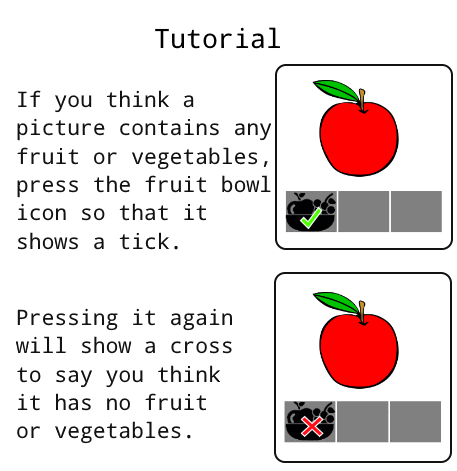 Tutorial
If you think a
picture contains any
fruit or vegetables,
press the fruit bowl
icon so that it
shows a tick.
Pressing it again
will show a cross
to say you think
it has no fruit
or vegetables.